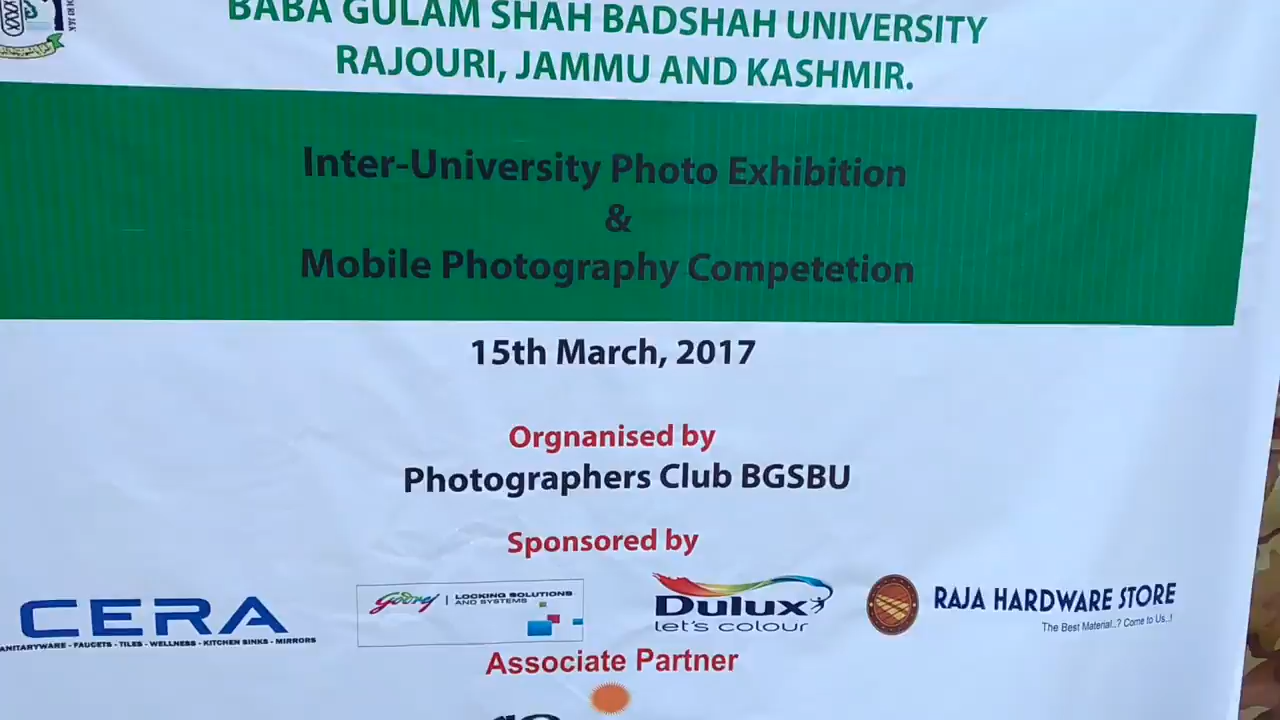 BABA GULAM SHAH BADSHAH UNIVERSITY
RAJOURI, JAMMU AND KASHMIR.
Inter-University Photo Exhibition
&
Mobile Photography Competetion
15th March, 2017
Orgnanised by
Photographers Club BGSBU
Sponsored by
CERA
ANITARYWARE - FAUCETS - TILES - WELLNESS - KITCHEN SINKS - MIRRORS
Godrej | LOCKING SOLUTIONS
AND SYSTEMS
Dulux
let's colour
RAJA HARDWARE STORE
The Best Material..? Come to Us..!
Associate Partner